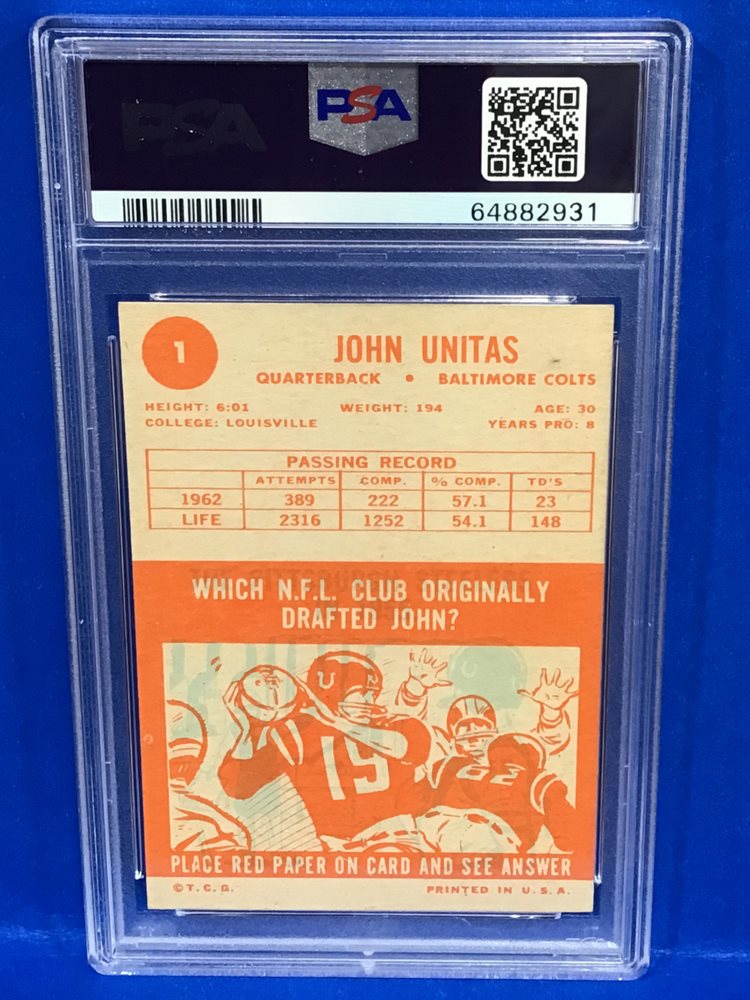 PSA
PSA
64882931
1
JOHN UNITAS
QUARTERBACK • BALTIMORE COLTS
HEIGHT: 6:01 WEIGHT: 194 AGE: 30
COLLEGE: LOUISVILLE YEARS PRO: 8
PASSING RECORD
ATTEMPTS COMP. % COMP. TD'S
1962 389 222 57.1 23
LIFE 2316 1252 54.1 148
WHICH N.F.L. CLUB ORIGINALLY
DRAFTED JOHN?
U
19
82
PLACE RED PAPER ON CARD AND SEE ANSWER
©T.C.G. PRINTED IN U.S.A.